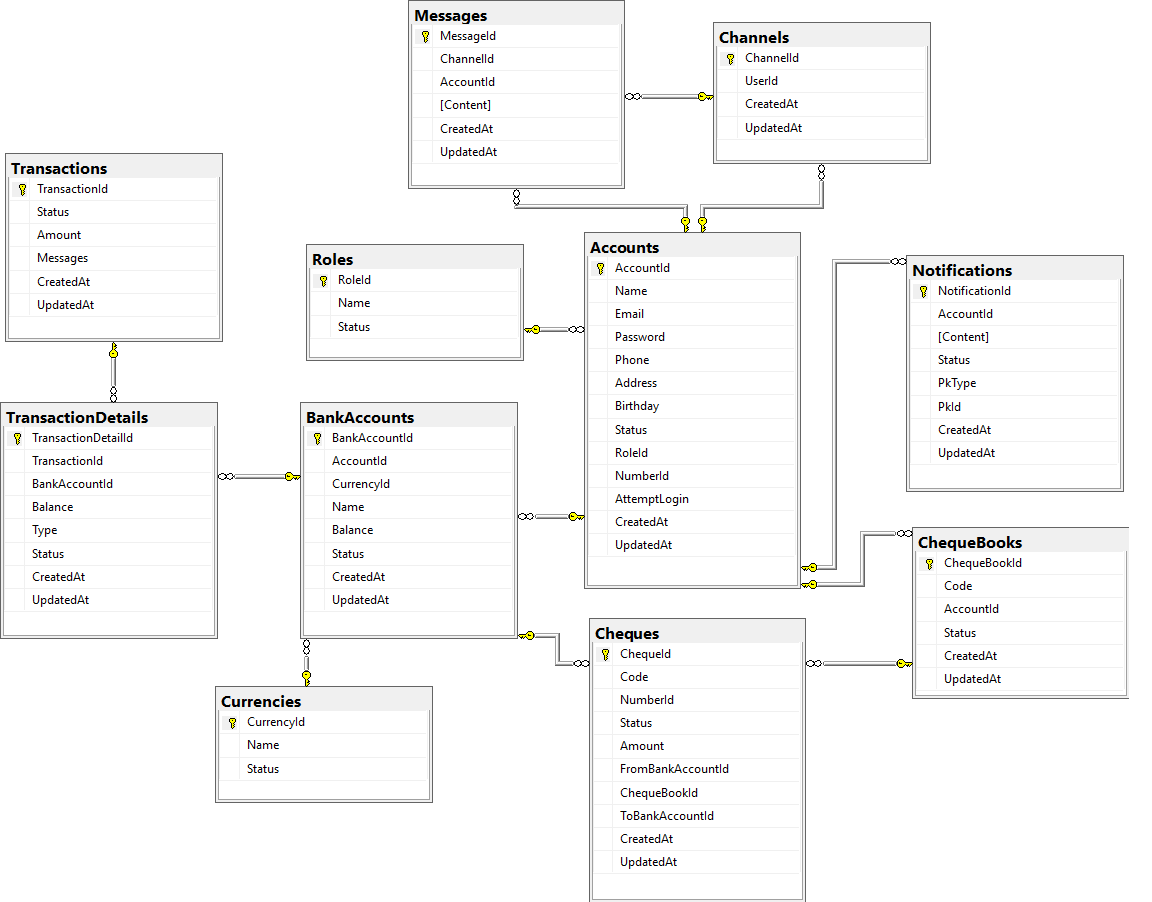 Messages
MessageId
ChannelId
AccountId
[Content]
CreatedAt
UpdatedAt
Channels
ChannelId
UserId
CreatedAt
UpdatedAt
Transactions
TransactionId
Status
Amount
Messages
CreatedAt
UpdatedAt
Roles
RoleId
Name
Status
Accounts
AccountId
Name
Email
Password
Phone
Address
Birthday
Status
RoleId
NumberId
AttemptLogin
CreatedAt
UpdatedAt
Notifications
NotificationId
AccountId
[Content]
Status
PkType
PkId
CreatedAt
UpdatedAt
TransactionDetails
TransactionDetailId
TransactionId
BankAccountId
Balance
Type
Status
CreatedAt
UpdatedAt
BankAccounts
BankAccountId
AccountId
CurrencyId
Name
Balance
Status
CreatedAt
UpdatedAt
ChequeBooks
ChequeBookId
Code
AccountId
Status
CreatedAt
UpdatedAt
Cheques
ChequeId
Code
NumberId
Status
Amount
FromBankAccountId
ChequeBookId
ToBankAccountId
CreatedAt
UpdatedAt
Currencies
CurrencyId
Name
Status